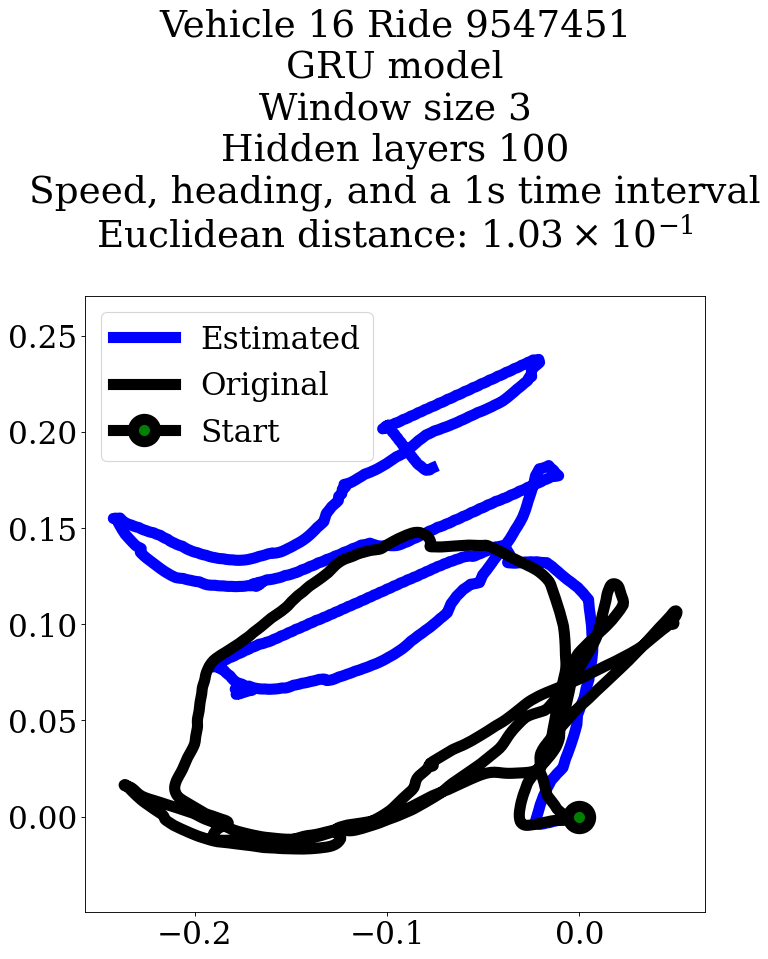 Vehicle 16 Ride 9547451
GRU model
Window size 3
Hidden layers 100
Speed, heading, and a 1s time interval
Euclidean distance: 1.03 × 10⁻¹
Estimated
Original
Start
0.25
0.20
0.15
0.10
0.05
0.00
−0.2
−0.1
0.0